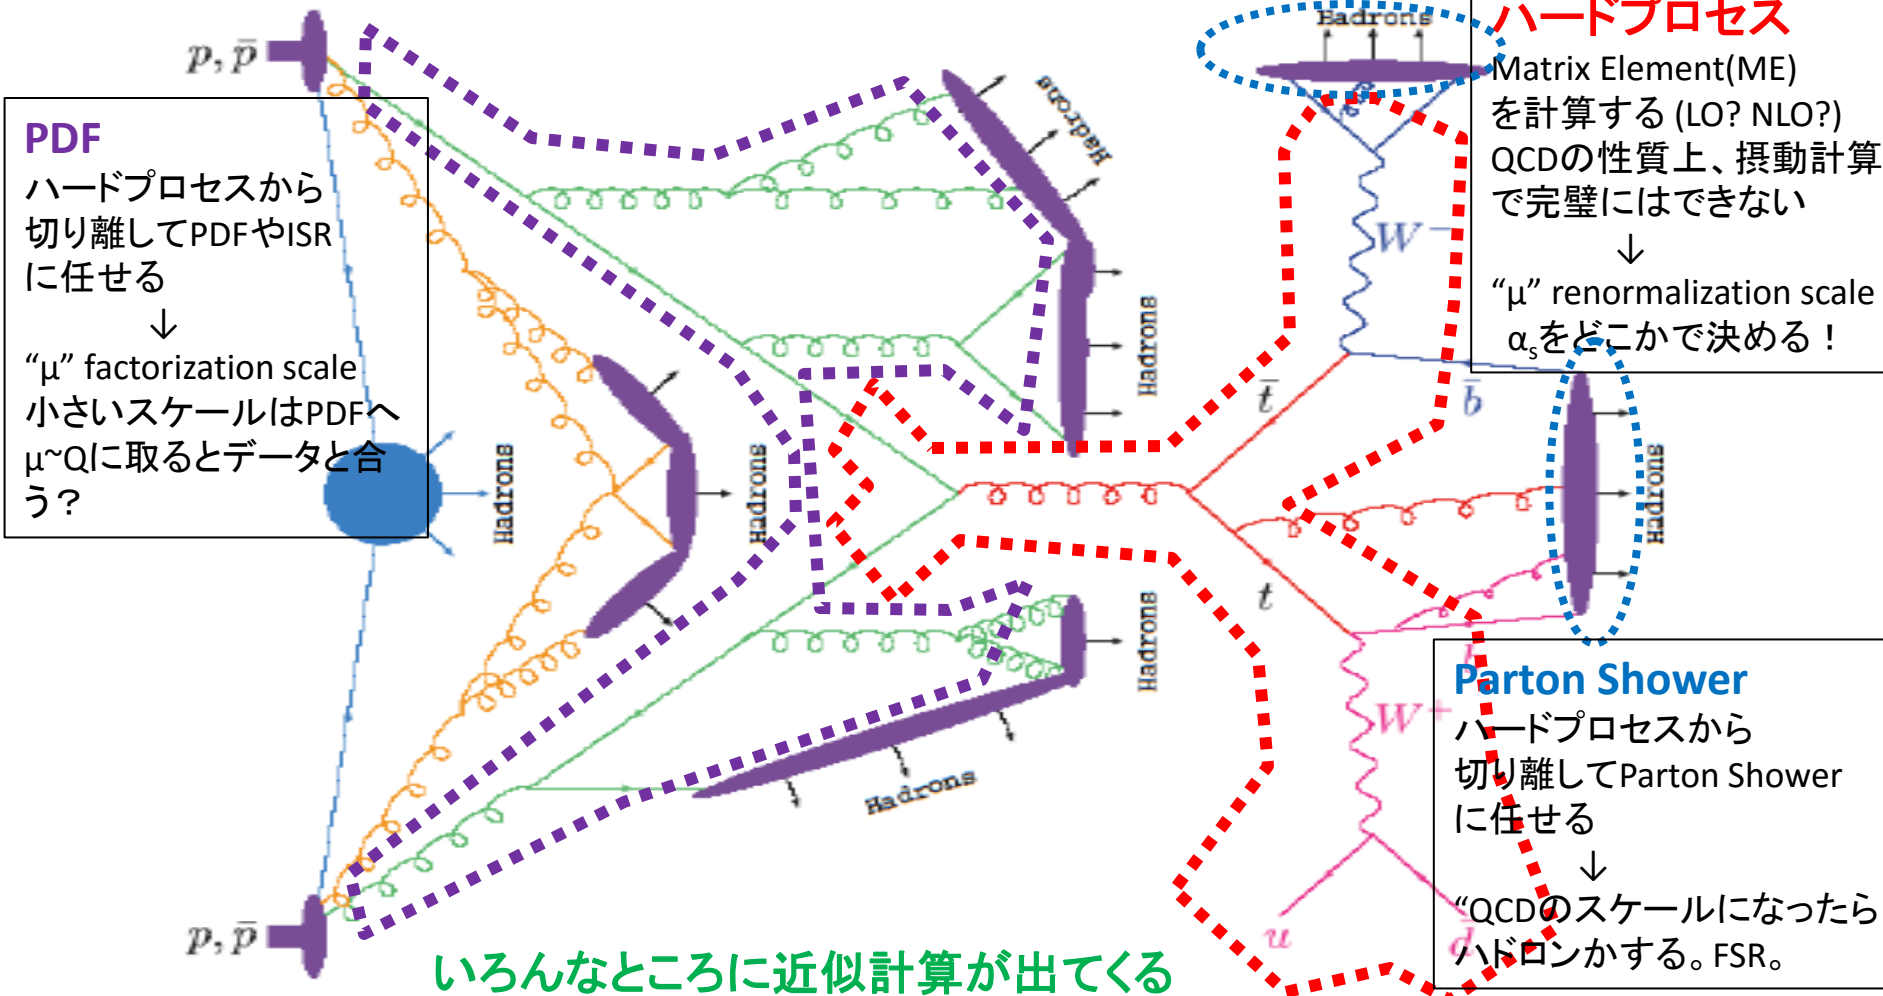 p, p̄
PDF
ハードプロセスから
切り離してPDFやISR
に任せる
↓
“μ” factorization scale
小さいスケールはPDFへ
μ~Qに取るとデータと合
う？
Hadrons
Hadrons
Hadrons
Hadrons
Hadrons
Hadrons
p, p̄
いろんなところに近似計算が出てくる
Hadrons
ハードプロセス
Matrix Element(ME)
を計算する (LO? NLO?)
QCDの性質上、摂動計算
で完璧にはできない
↓
“μ” renormalization scale
αsをどこかで決める！
W−
t̄
b̄
Hadrons
t
Parton Shower
ハードプロセスから
切り離してParton Shower
に任せる
↓
“QCDのスケールになったら
ハドロンかする。FSR。
W+
u